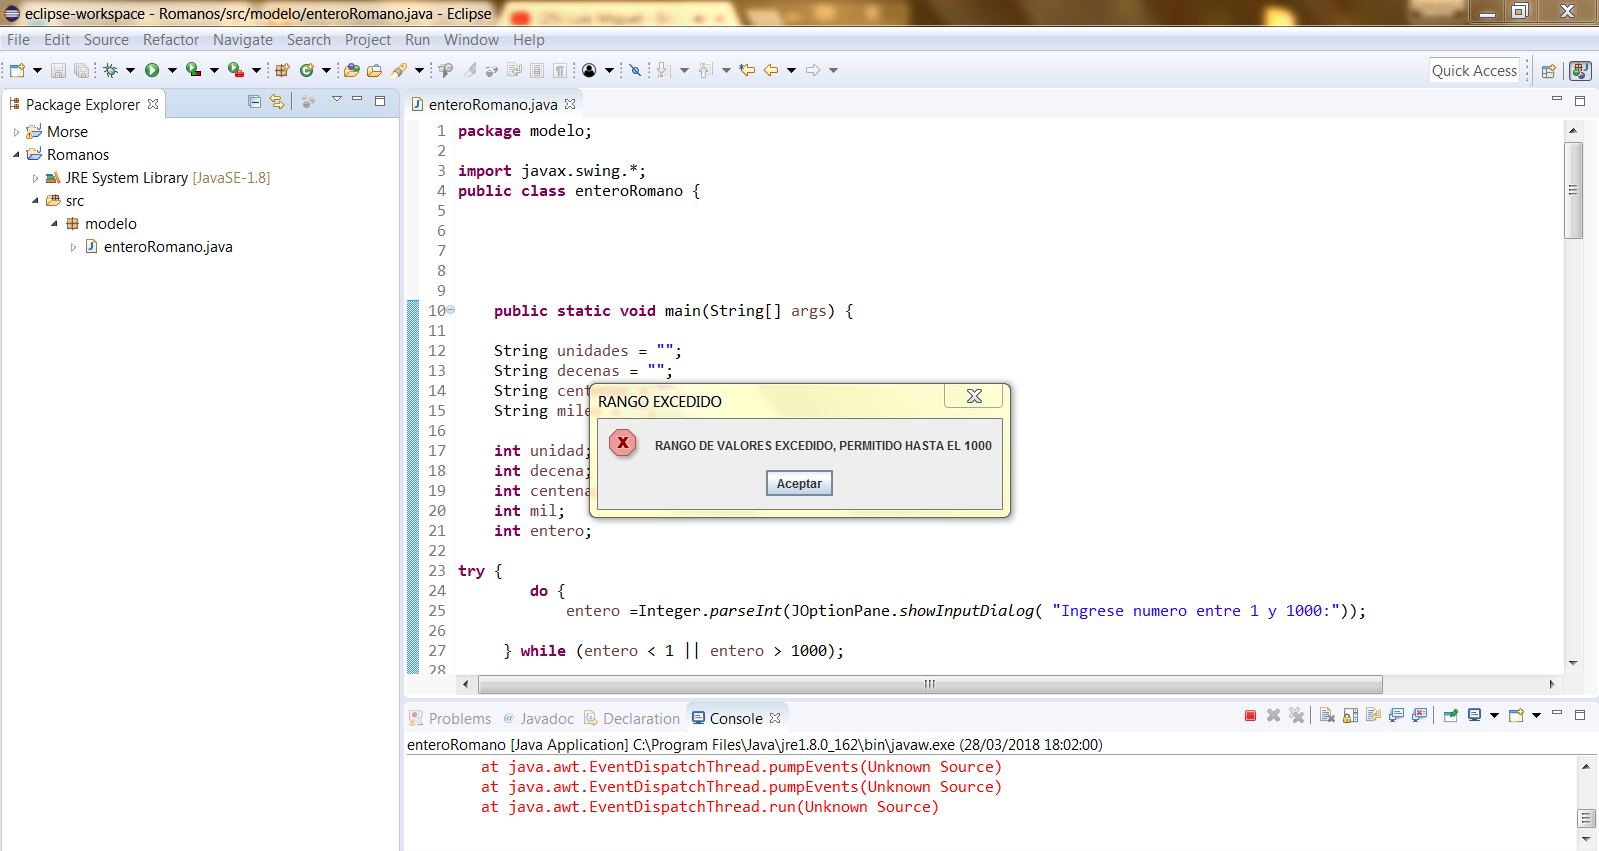 eclipse-workspace - Romanos/src/modelo/enteroRomano.java - Eclipse
File Edit Source Refactor Navigate Search Project Run Window Help
Quick Access
Package Explorer
Morse
Romanos
JRE System Library [JavaSE-1.8]
src
modelo
enteroRomano.java
enteroRomano.java
1 package modelo;
2
3 import javax.swing.*;
4 public class enteroRomano {
5
6
7
8
9
10 public static void main(String[] args) {
11
12 String unidades = "";
13 String decenas = "";
14 String cent
15 String mile
16
17 int unidad;
18 int decena;
19 int centena
20 int mil;
21 int entero;
22
23 try {
24 do {
25 entero =Integer.parseInt(JOptionPane.showInputDialog( "Ingrese numero entre 1 y 1000:"));
26
27 } while (entero < 1 || entero > 1000);
28
RANGO EXCEDIDO
RANGO DE VALORES EXCEDIDO, PERMITIDO HASTA EL 1000
Aceptar
Problems @ Javadoc Declaration Console
enteroRomano [Java Application] C:\Program Files\Java\jre1.8.0_162\bin\javaw.exe (28/03/2018 18:02:00)
at java.awt.EventDispatchThread.pumpEvents(Unknown Source)
at java.awt.EventDispatchThread.pumpEvents(Unknown Source)
at java.awt.EventDispatchThread.run(Unknown Source)